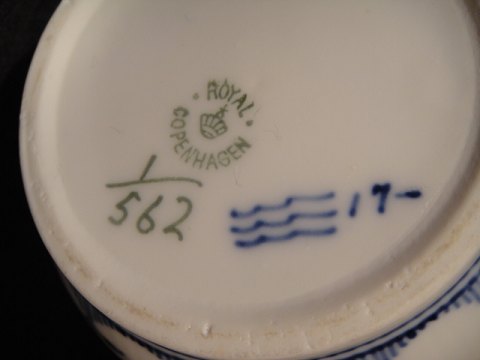 ROYAL
COPENHAGEN
1
562
17-